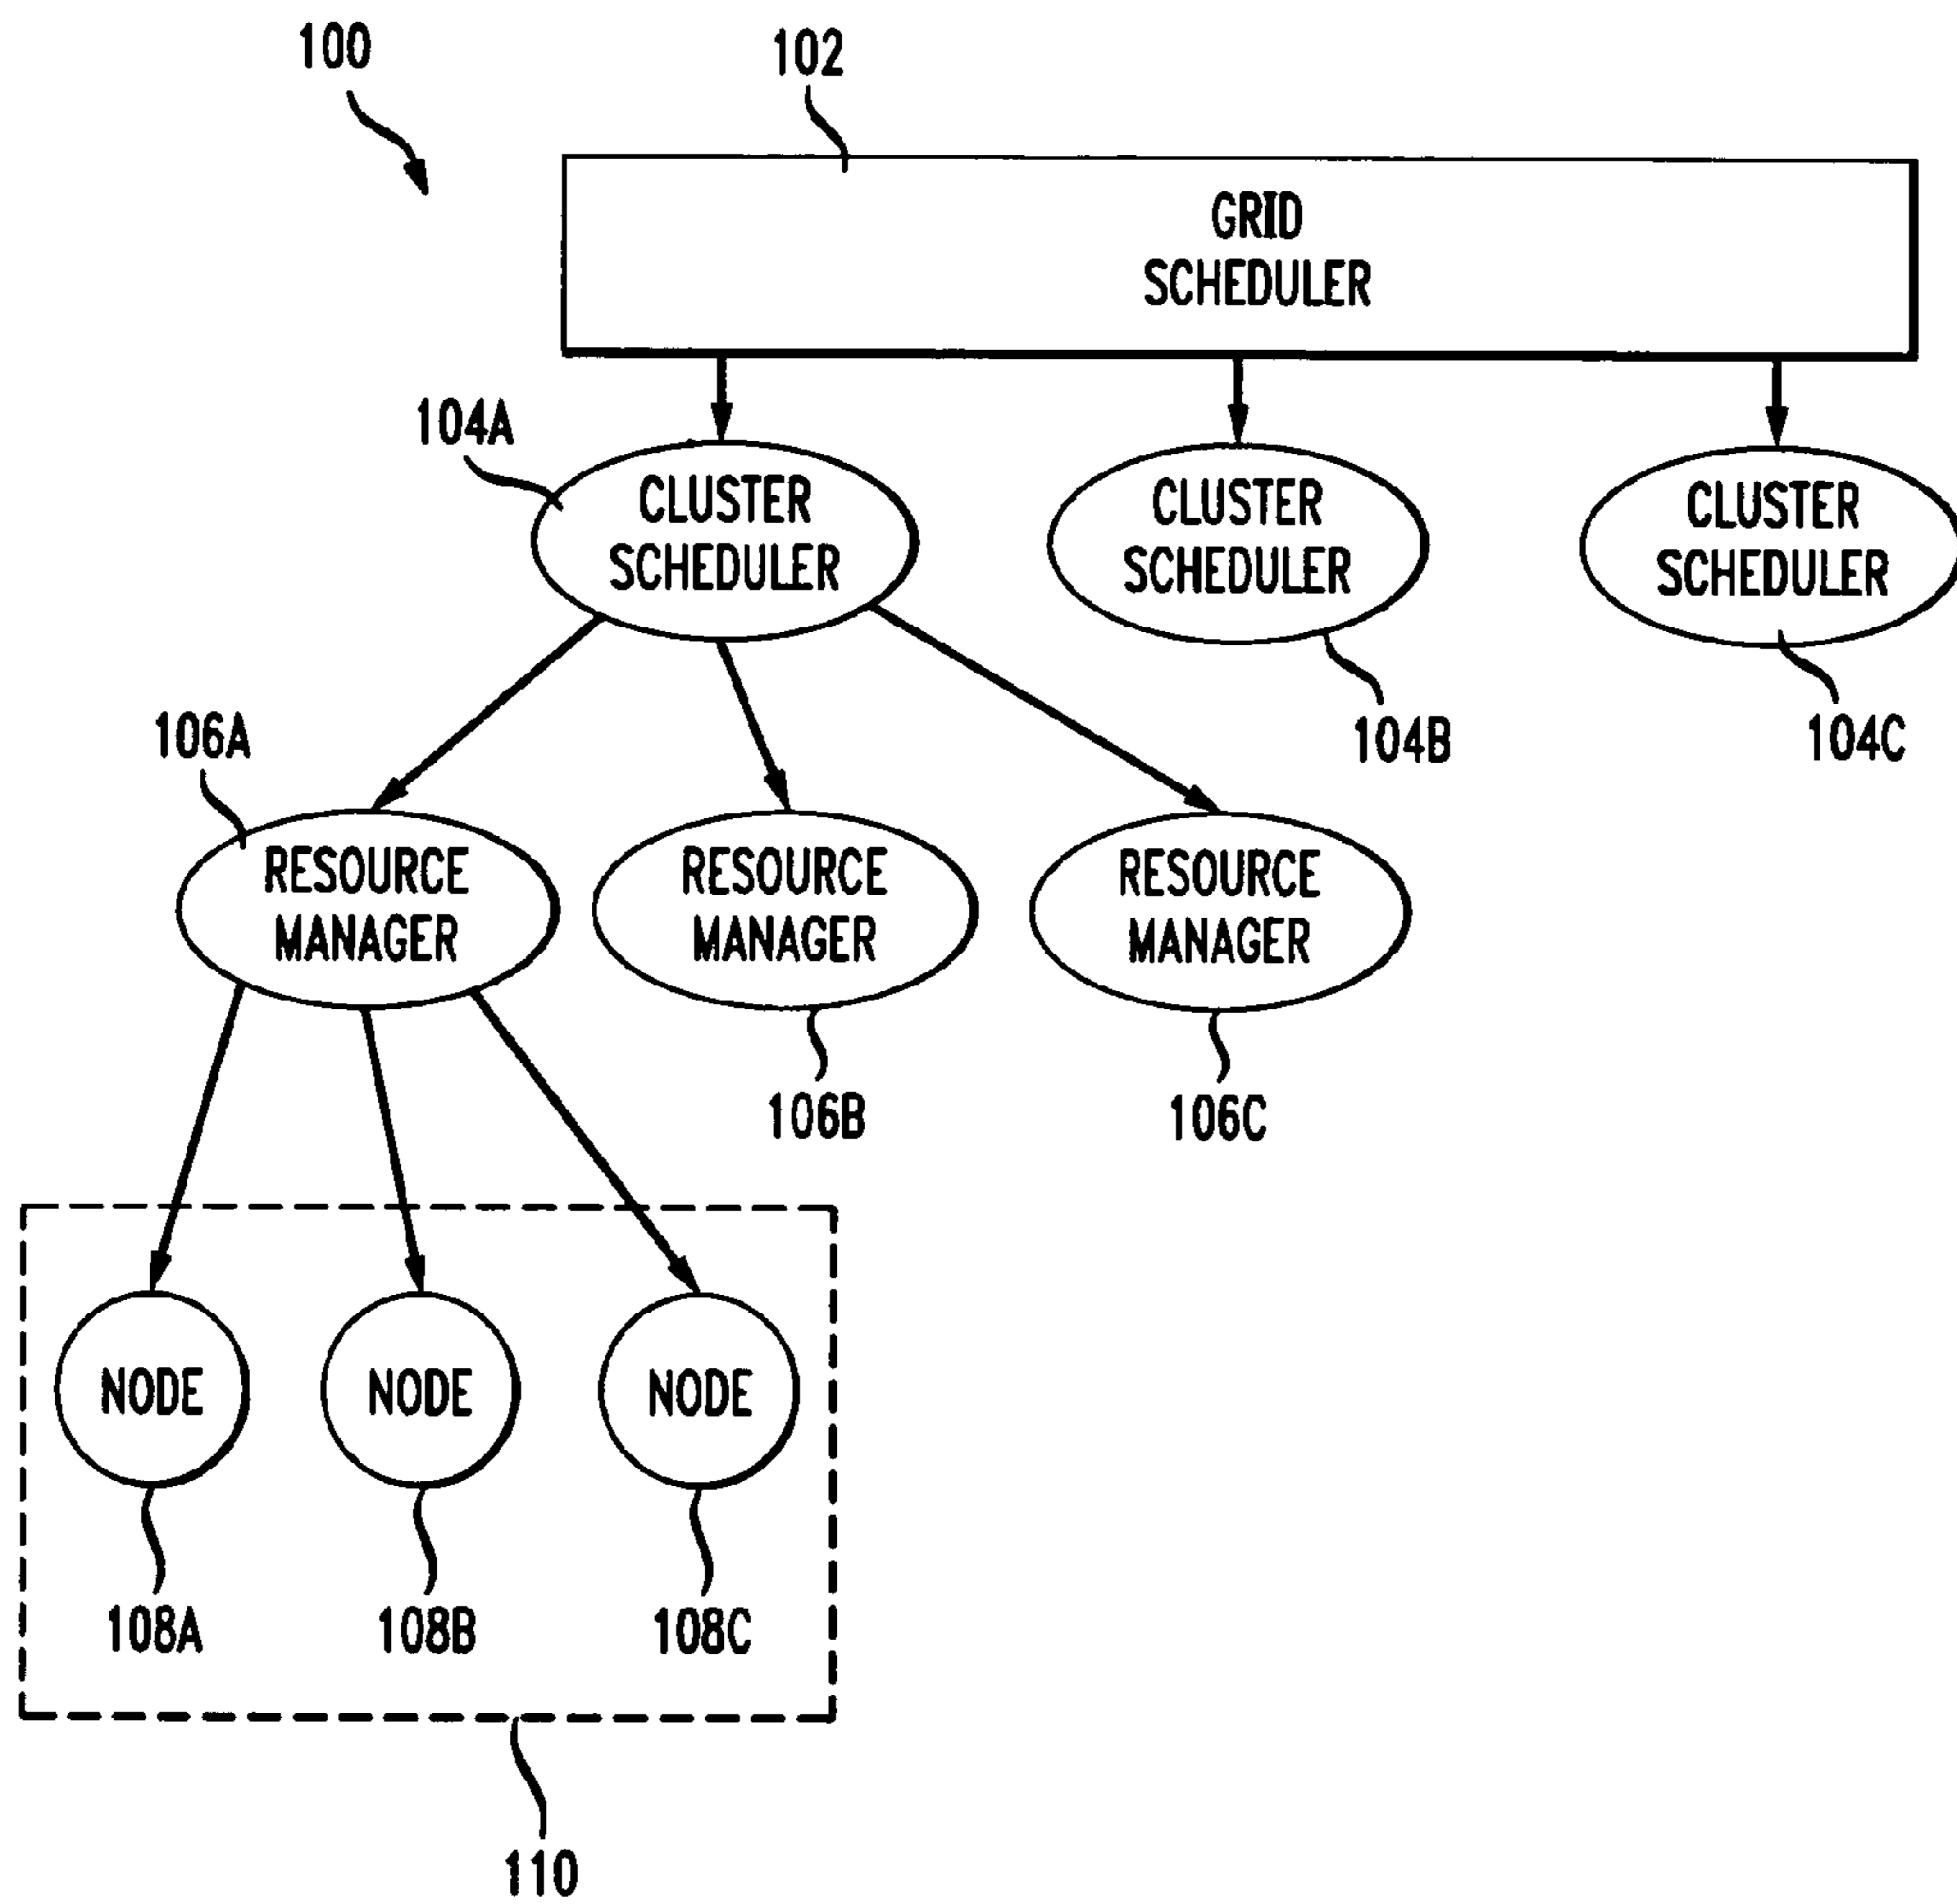 100
102
GRID
SCHEDULER
104A
CLUSTER
SCHEDULER
CLUSTER
SCHEDULER
CLUSTER
SCHEDULER
104B
104C
106A
RESOURCE
MANAGER
RESOURCE
MANAGER
RESOURCE
MANAGER
106B
106C
NODE
NODE
NODE
108A
108B
108C
110